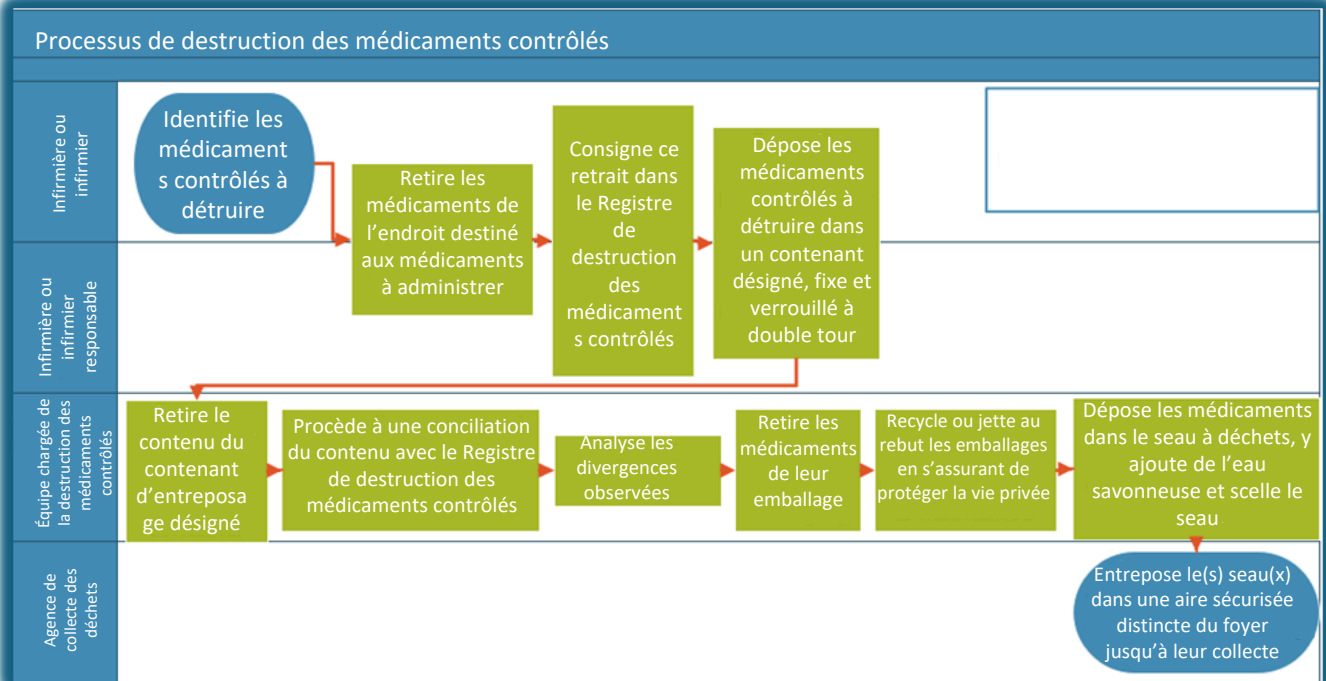 Processus de destruction des médicaments contrôlés
Infirmière ou
infirmier
Identifie les
médicament
s contrôlés à
détruire
Retire les
médicaments de
l’endroit destiné
aux médicaments
à administrer
Consigne ce
retrait dans
le Registre
de
destruction
des
médicament
s contrôlés
Dépose les
médicaments
contrôlés à
détruire dans
un contenant
désigné, fixe et
verrouillé à
double tour
Infirmière ou
infirmier
responsable
Équipe chargée de
la destruction des
médicaments
contrôlés
Retire le
contenu du
contenant
d’entreposa
ge désigné
Procède à une conciliation
du contenu avec le Registre
de destruction des
médicaments contrôlés
Analyse les
divergences
observées
Retire les
médicaments
de leur
emballage
Recycle ou jette au
rebut les emballages
en s’assurant de
protéger la vie privée
Dépose les médicaments
dans le seau à déchets, y
ajoute de l’eau
savonneuse et scelle le
seau
Agence de
collecte des
déchets
Entrepose le(s) seau(x)
dans une aire sécurisée
distincte du foyer
jusqu’à leur collecte